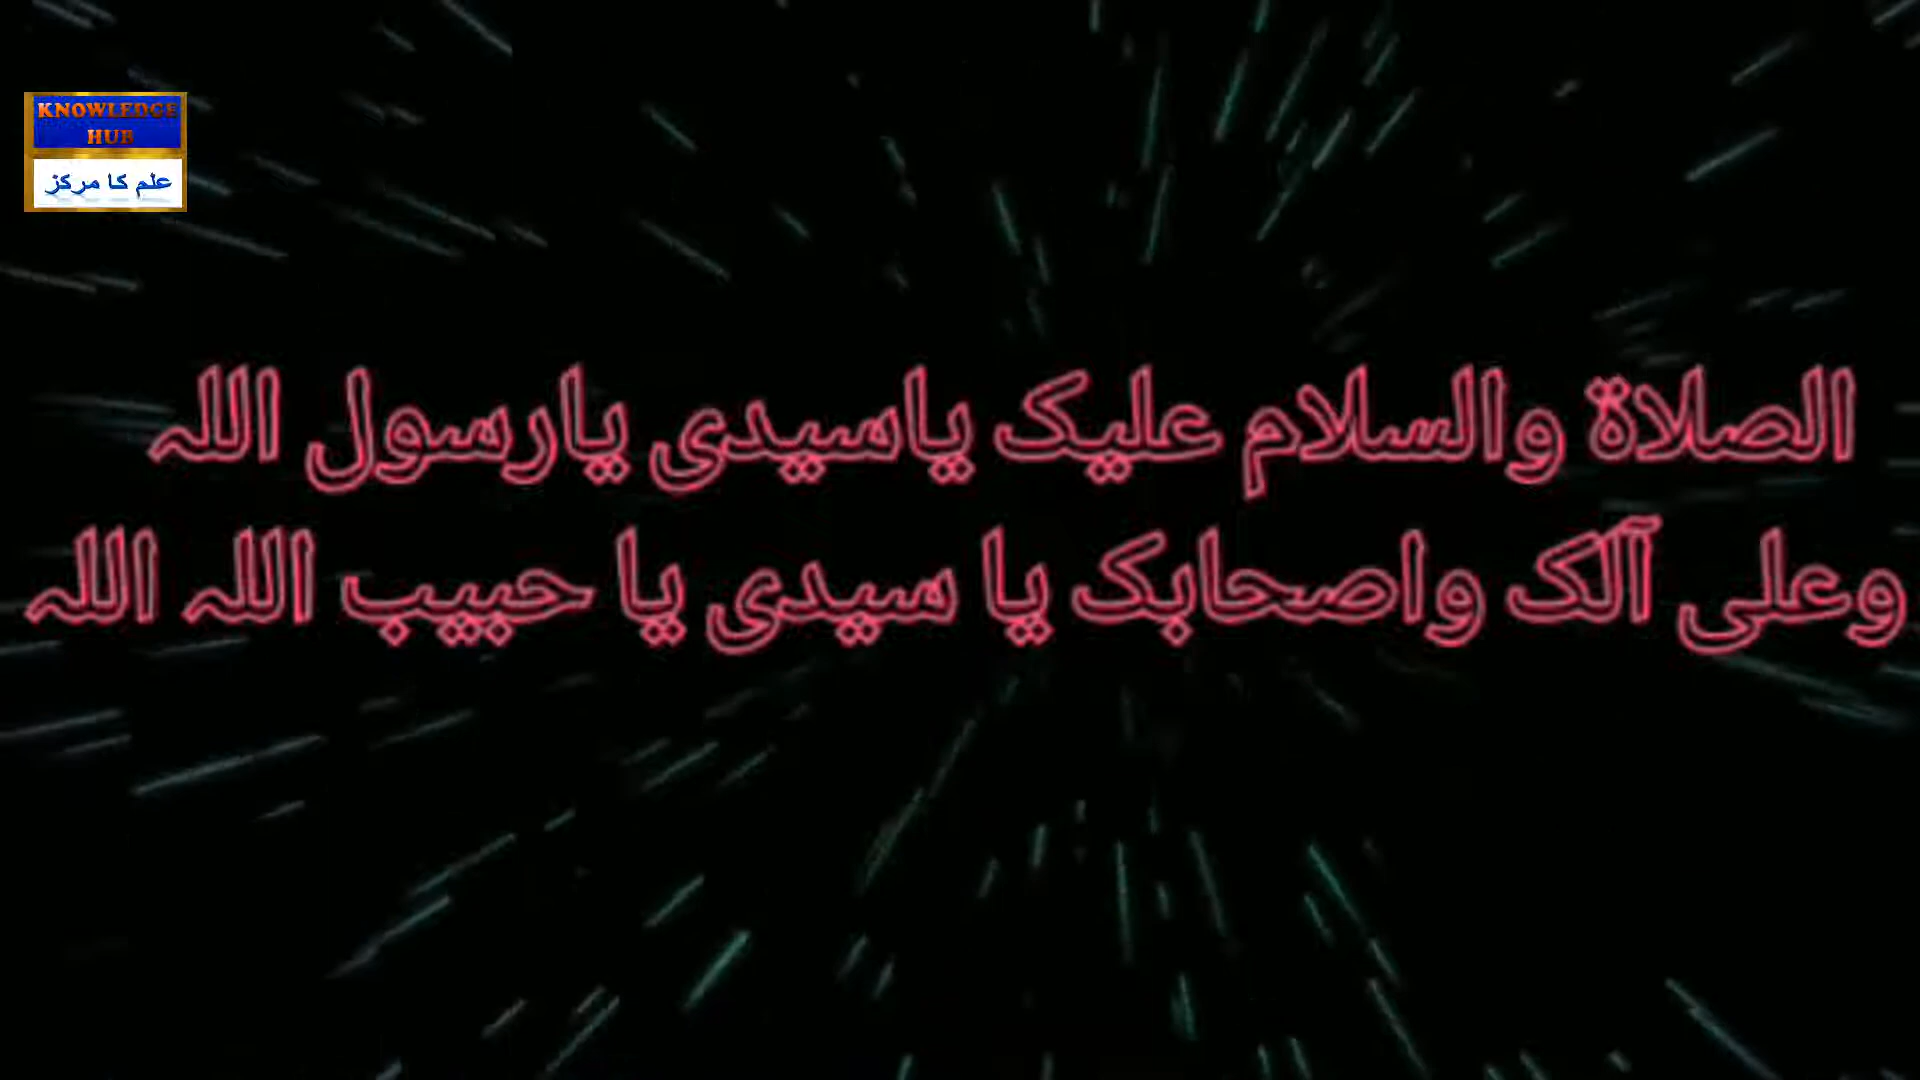 KNOWLEDGE
HUB
علم کا مرکز
الصلاة والسلام علیک یاسیدی یارسول اللہ
وعلی آلک واصحابک یا سیدی یا حبیب اللہ اللہ